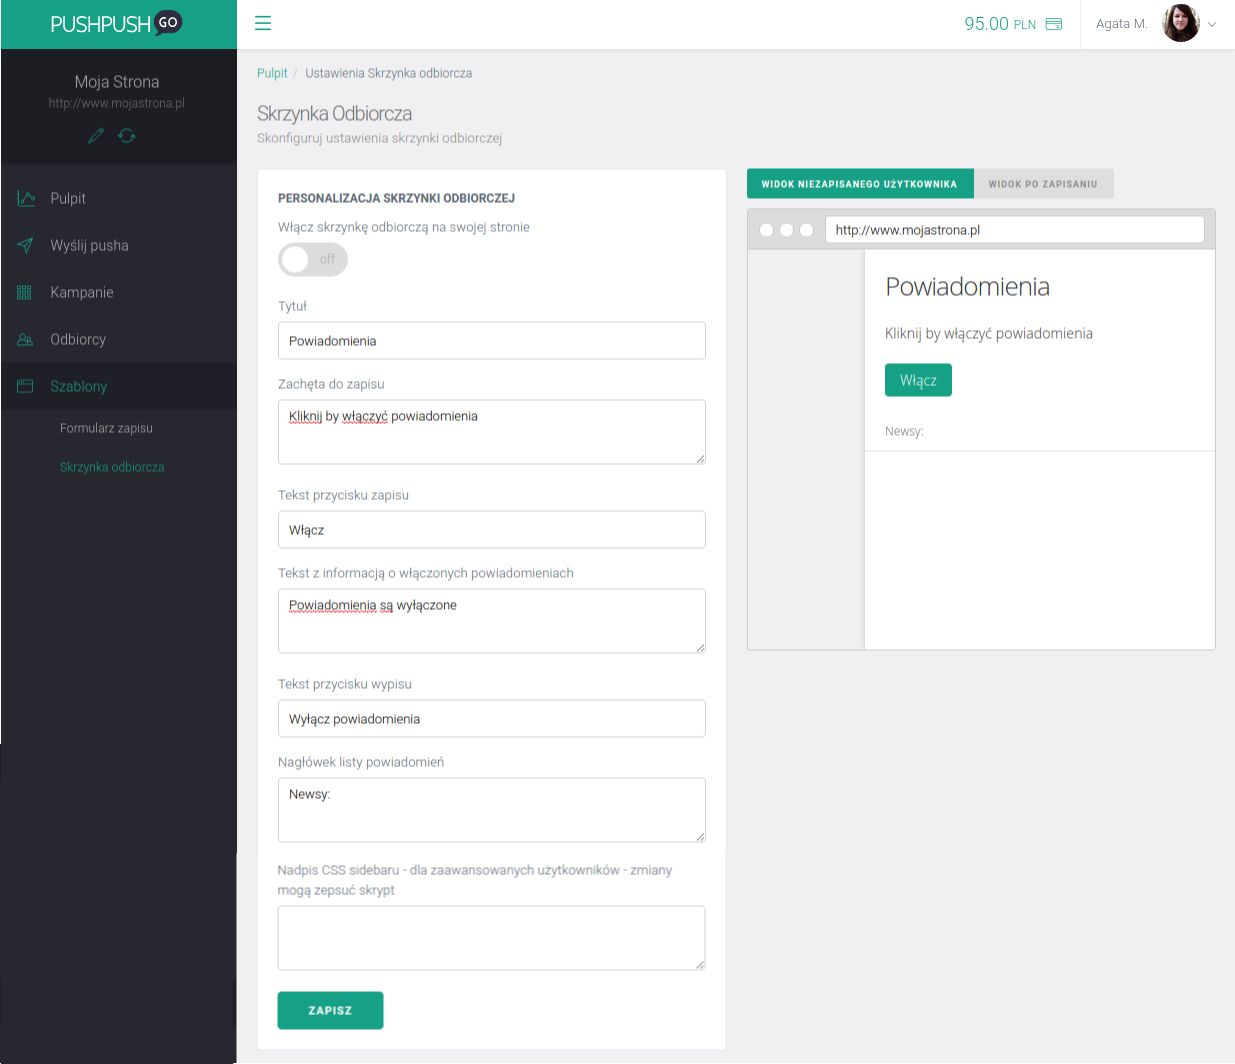 PUSHPUSH GO
95.00 PLN
Agata M.
Moja Strona
http://www.mojastrona.pl
Pulpit
Wyślij pusha
Kampanie
Odbiorcy
Szablony
Formularz zapisu
Skrzynka odbiorcza
Pulpit / Ustawienia Skrzynka odbiorcza
Skrzynka Odbiorcza
Skonfiguruj ustawienia skrzynki odbiorczej
PERSONALIZACJA SKRZYNKI ODBIORCZEJ
Włącz skrzynkę odbiorczą na swojej stronie
off
Tytuł
Powiadomienia
Zachęta do zapisu
Kliknij by włączyć powiadomienia
Tekst przycisku zapisu
Włącz
Tekst z informacją o włączonych powiadomieniach
Powiadomienia są wyłączone
Tekst przycisku wypisu
Wyłącz powiadomienia
Nagłówek listy powiadomień
Newsy:
Nadpis CSS sidebaru - dla zaawansowanych użytkowników - zmiany
mogą zepsuć skrypt
ZAPISZ
WIDOK NIEZAPISANEGO UŻYTKOWNIKA
WIDOK PO ZAPISANIU
http://www.mojastrona.pl
Powiadomienia
Kliknij by włączyć powiadomienia
Włącz
Newsy: